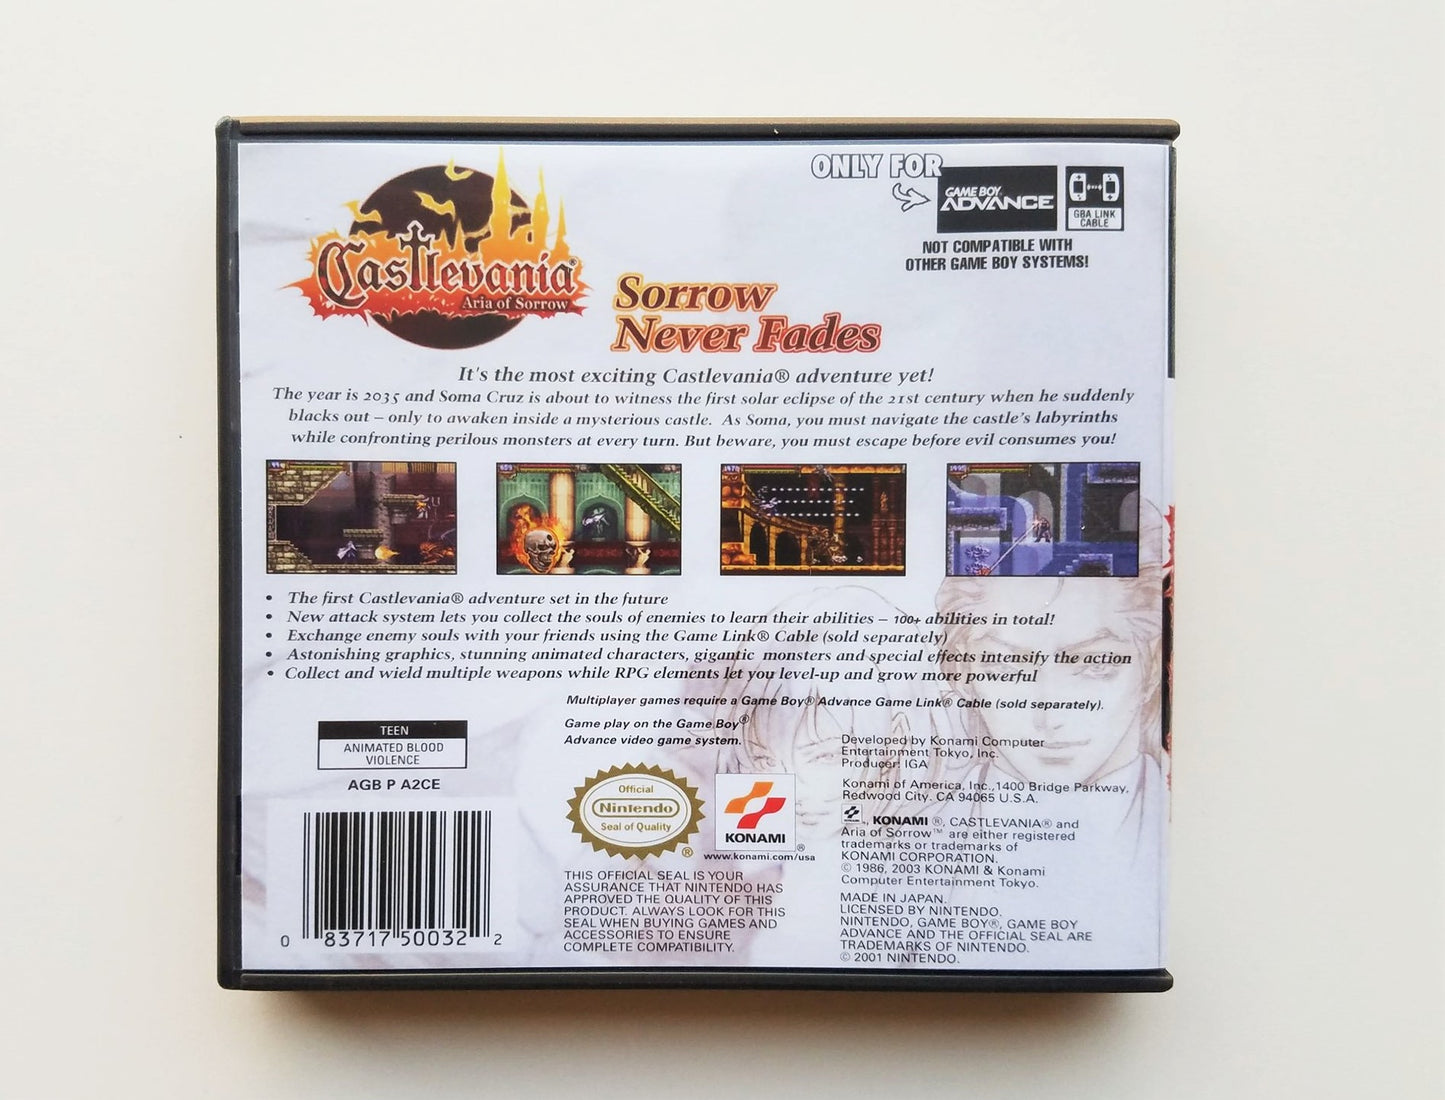 Castlevania®
Aria of Sorrow
ONLY FOR
GAME BOY
ADVANCE
GBA LINK
CABLE
NOT COMPATIBLE WITH
OTHER GAME BOY SYSTEMS!
Sorrow
Never Fades
It's the most exciting Castlevania® adventure yet!
The year is 2035 and Soma Cruz is about to witness the first solar eclipse of the 21st century when he suddenly
blacks out – only to awaken inside a mysterious castle. As Soma, you must navigate the castle's labyrinths
while confronting perilous monsters at every turn. But beware, you must escape before evil consumes you!
• The first Castlevania® adventure set in the future
• New attack system lets you collect the souls of enemies to learn their abilities – 100+ abilities in total!
• Exchange enemy souls with your friends using the Game Link® Cable (sold separately)
• Astonishing graphics, stunning animated characters, gigantic monsters and special effects intensify the action
• Collect and wield multiple weapons while RPG elements let you level-up and grow more powerful
Multiplayer games require a Game Boy® Advance Game Link® Cable (sold separately).
Game play on the Game Boy®
Advance video game system.
TEEN
ANIMATED BLOOD
VIOLENCE
AGB P A2CE
0 83717 50032 2
Official
Nintendo
Seal of Quality
®
KONAMI
®
www.konami.com/usa
THIS OFFICIAL SEAL IS YOUR
ASSURANCE THAT NINTENDO HAS
APPROVED THE QUALITY OF THIS
PRODUCT. ALWAYS LOOK FOR THIS
SEAL WHEN BUYING GAMES AND
ACCESSORIES TO ENSURE
COMPLETE COMPATIBILITY.
Developed by Konami Computer
Entertainment Tokyo, Inc.
Producer: IGA
Konami of America, Inc.,1400 Bridge Parkway,
Redwood City. CA 94065 U.S.A.
, KONAMI ®, CASTLEVANIA® and
Aria of Sorrow™ are either registered
trademarks or trademarks of
KONAMI CORPORATION.
© 1986, 2003 KONAMI & Konami
Computer Entertainment Tokyo.
MADE IN JAPAN.
LICENSED BY NINTENDO.
NINTENDO, GAME BOY®, GAME BOY
ADVANCE AND THE OFFICIAL SEAL ARE
TRADEMARKS OF NINTENDO.
© 2001 NINTENDO.